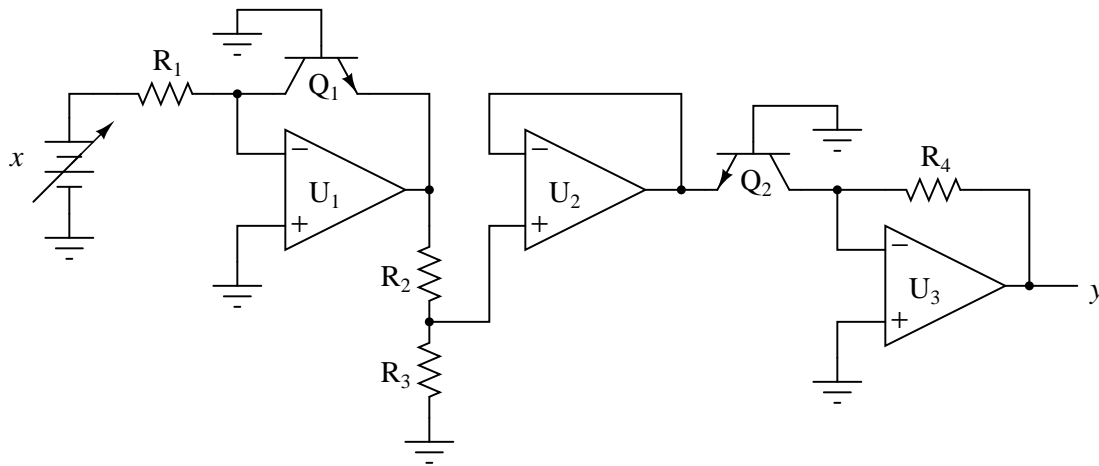 R₁
Q₁
x
−
U₁
+
R₂
R₃
−
U₂
+
Q₂
R₄
−
U₃
+
y